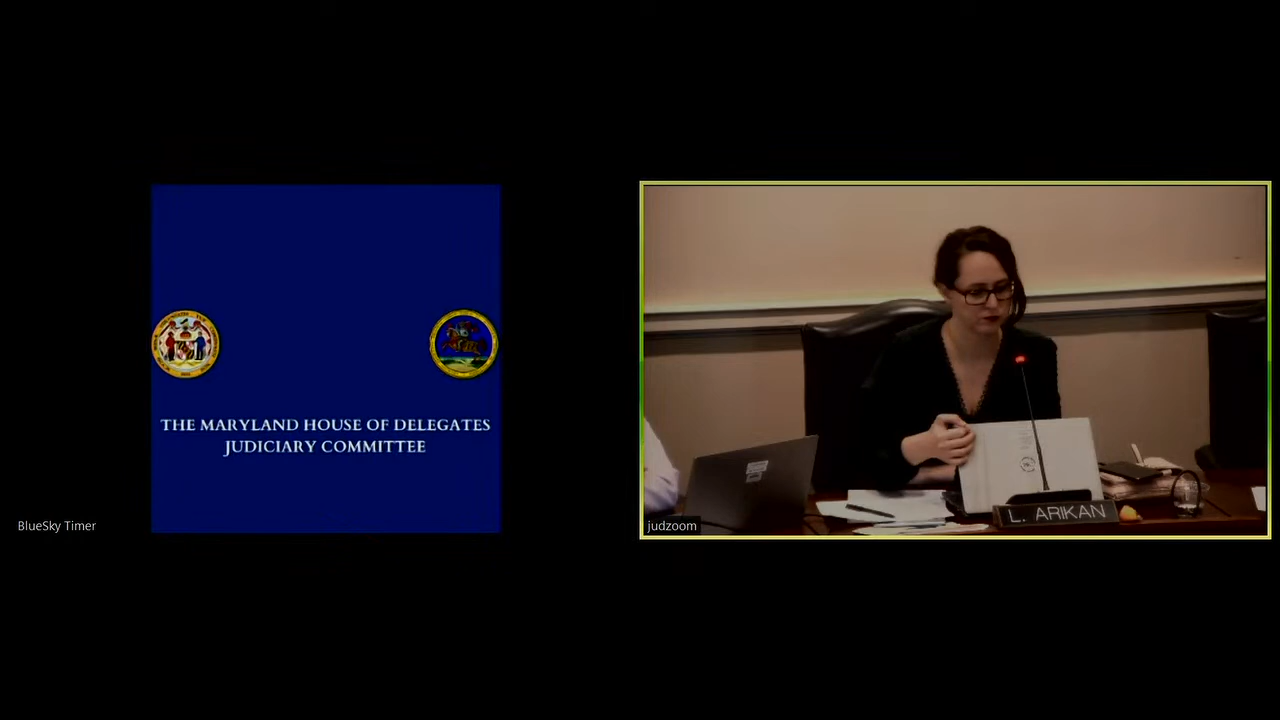 THE MARYLAND HOUSE OF DELEGATES
JUDICIARY COMMITTEE
BlueSky Timer
judzoom
L. ARIKAN